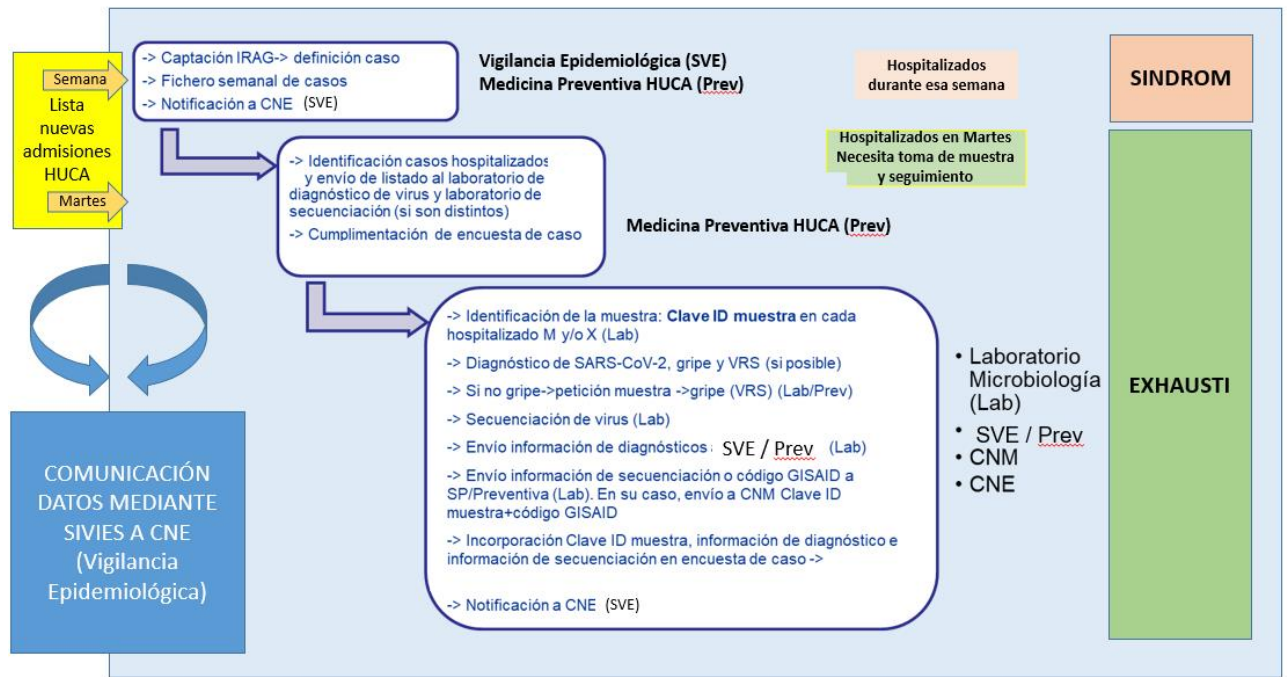 Semana
Lista
nuevas
admisiones
HUCA
Martes
-> Captación IRAG-> definición caso
-> Fichero semanal de casos
-> Notificación a CNE (SVE)
Vigilancia Epidemiológica (SVE)
Medicina Preventiva HUCA (Prev)
Hospitalizados
durante esa semana
SINDROM
-> Identificación casos hospitalizados
y envío de listado al laboratorio de
diagnóstico de virus y laboratorio de
secuenciación (si son distintos)
-> Cumplimentación de encuesta de caso
Medicina Preventiva HUCA (Prev)
Hospitalizados en Martes
Necesita toma de muestra
y seguimiento
-> Identificación de la muestra: Clave ID muestra en cada
hospitalizado M y/o X (Lab)
-> Diagnóstico de SARS-CoV-2, gripe y VRS (si posible)
-> Si no gripe->petición muestra ->gripe (VRS) (Lab/Prev)
-> Secuenciación de virus (Lab)
-> Envío información de diagnósticos SVE / Prev (Lab)
-> Envío información de secuenciación o código GISAID a
SP/Preventiva (Lab). En su caso, envío a CNM Clave ID
muestra+código GISAID
-> Incorporación Clave ID muestra, información de diagnóstico e
información de secuenciación en encuesta de caso ->
-> Notificación a CNE (SVE)
• Laboratorio
Microbiología
(Lab)
• SVE / Prev
• CNM
• CNE
EXHAUSTI
COMUNICACIÓN
DATOS MEDIANTE
SIVIES A CNE
(Vigilancia
Epidemiológica)